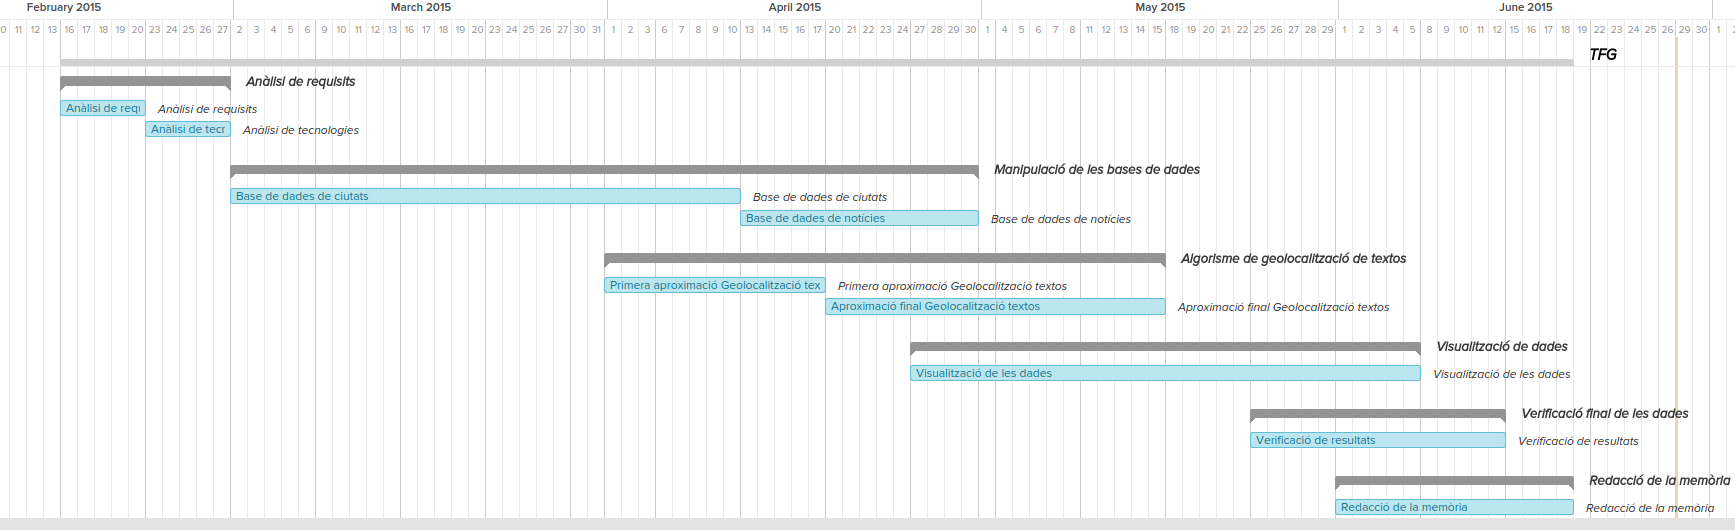 February 2015 March 2015 April 2015 May 2015 June 2015
0 11 12 13 16 17 18 19 20 23 24 25 26 27 2 3 4 5 6 9 10 11 12 13 16 17 18 19 20 23 24 25 26 27 30 31 1 2 3 6 7 8 9 10 13 14 15 16 17 20 21 22 23 24 27 28 29 30 1 4 5 6 7 8 11 12 13 14 15 18 19 20 21 22 25 26 27 28 29 1 2 3 4 5 8 9 10 11 12 15 16 17 18 19 22 23 24 25 26 29 30 1
TFG
Anàlisi de requisits
Anàlisi de requ Anàlisi de requisits
Anàlisi de tecr Anàlisi de tecnologies
Manipulació de les bases de dades
Base de dades de ciutats Base de dades de ciutats
Base de dades de notícies Base de dades de notícies
Algorisme de geolocalització de textos
Primera aproximació Geolocalització tex Primera aproximació Geolocalització textos
Aproximació final Geolocalització textos Aproximació final Geolocalització textos
Visualització de dades
Visualització de les dades Visualització de les dades
Verificació final de les dades
Verificació de resultats Verificació de resultats
Redacció de la memòria
Redacció de la memòria Redacció de la memòria